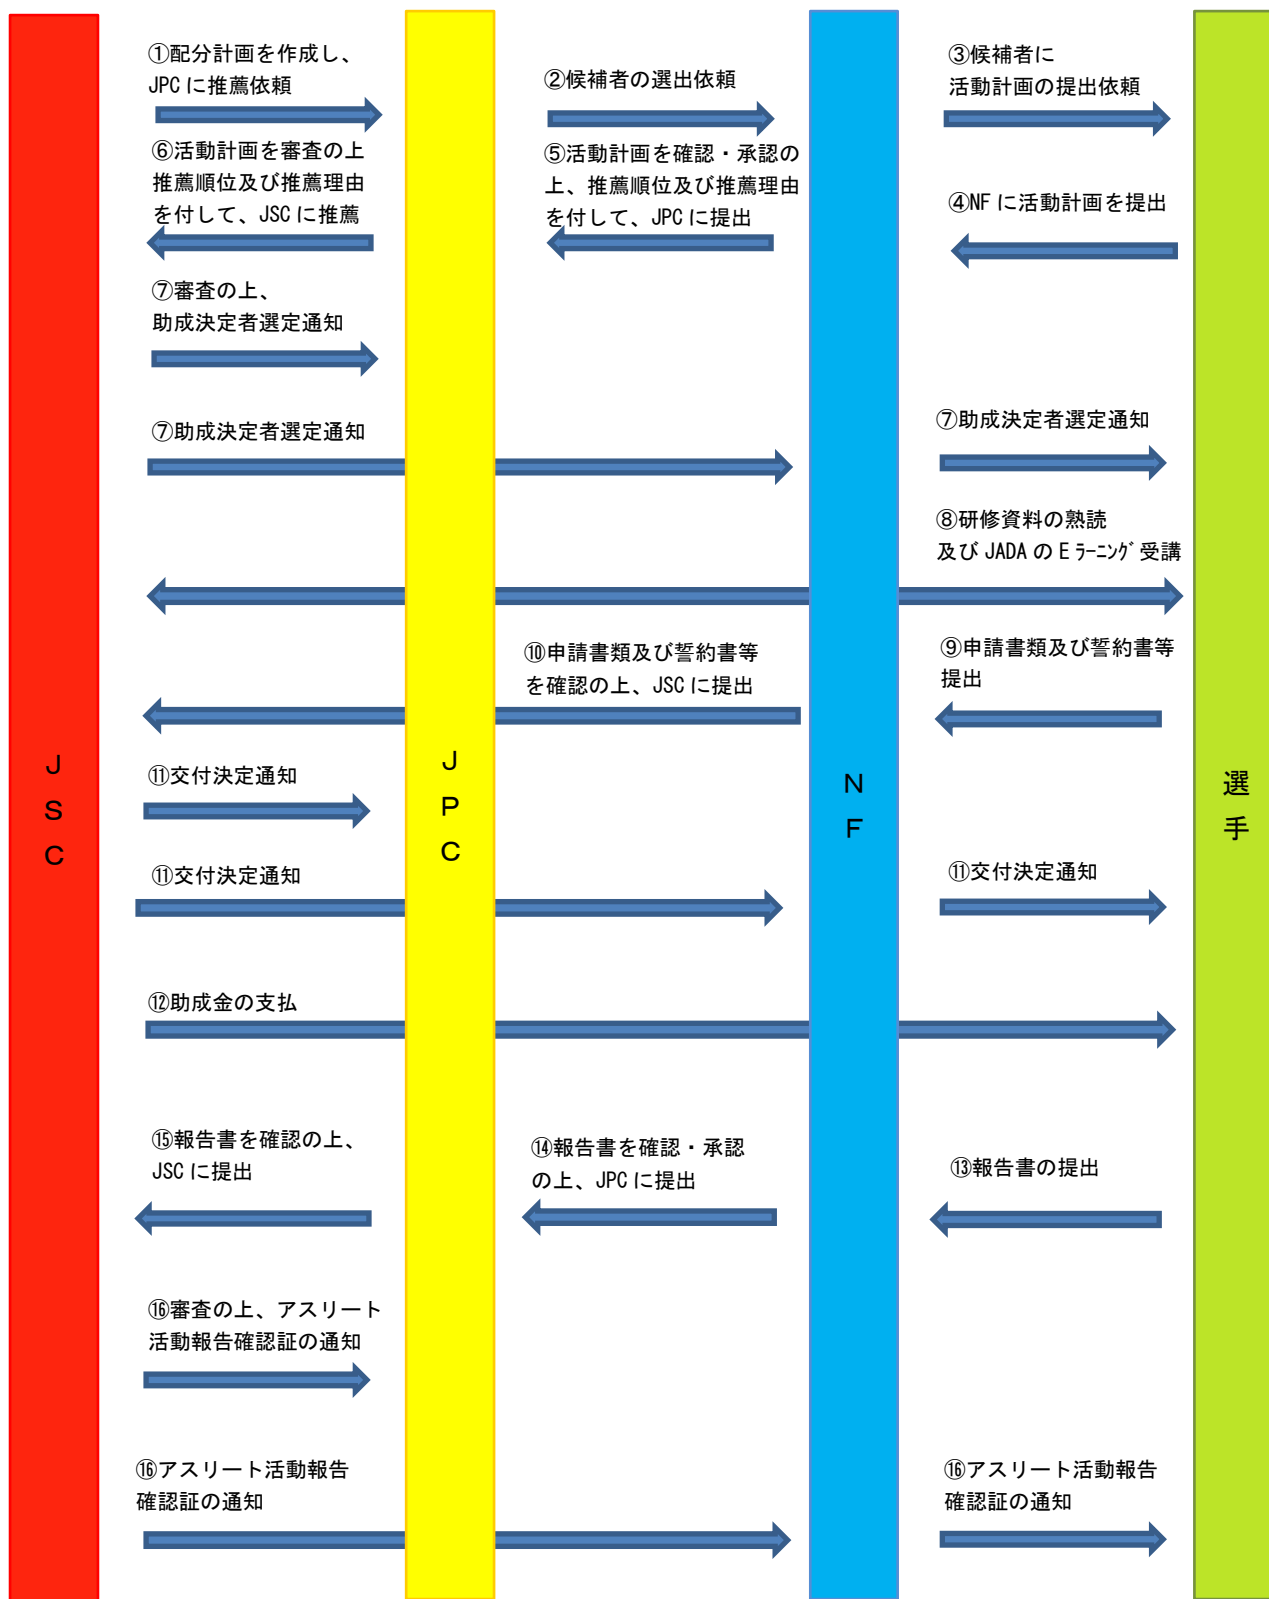 ①配分計画を作成し、
JPCに推薦依頼
②候補者の選出依頼
③候補者に
活動計画の提出依頼
⑥活動計画を審査の上
推薦順位及び推薦理由
を付して、JSCに推薦
⑤活動計画を確認・承認の
上、推薦順位及び推薦理由
を付して、JPCに提出
④NFに活動計画を提出
⑦審査の上、
助成決定者選定通知
⑦助成決定者選定通知
⑦助成決定者選定通知
⑧研修資料の熟読
及びJADAのEﾗｰﾆﾝｸﾞ受講
⑩申請書類及び誓約書等
を確認の上、JSCに提出
⑨申請書類及び誓約書等
提出
JSC
JPC
NF
選手
⑪交付決定通知
⑪交付決定通知
⑪交付決定通知
⑫助成金の支払
⑮報告書を確認の上、
JSCに提出
⑭報告書を確認・承認
の上、JPCに提出
⑬報告書の提出
⑯審査の上、アスリート
活動報告確認証の通知
⑯アスリート活動報告
確認証の通知
⑯アスリート活動報告
確認証の通知